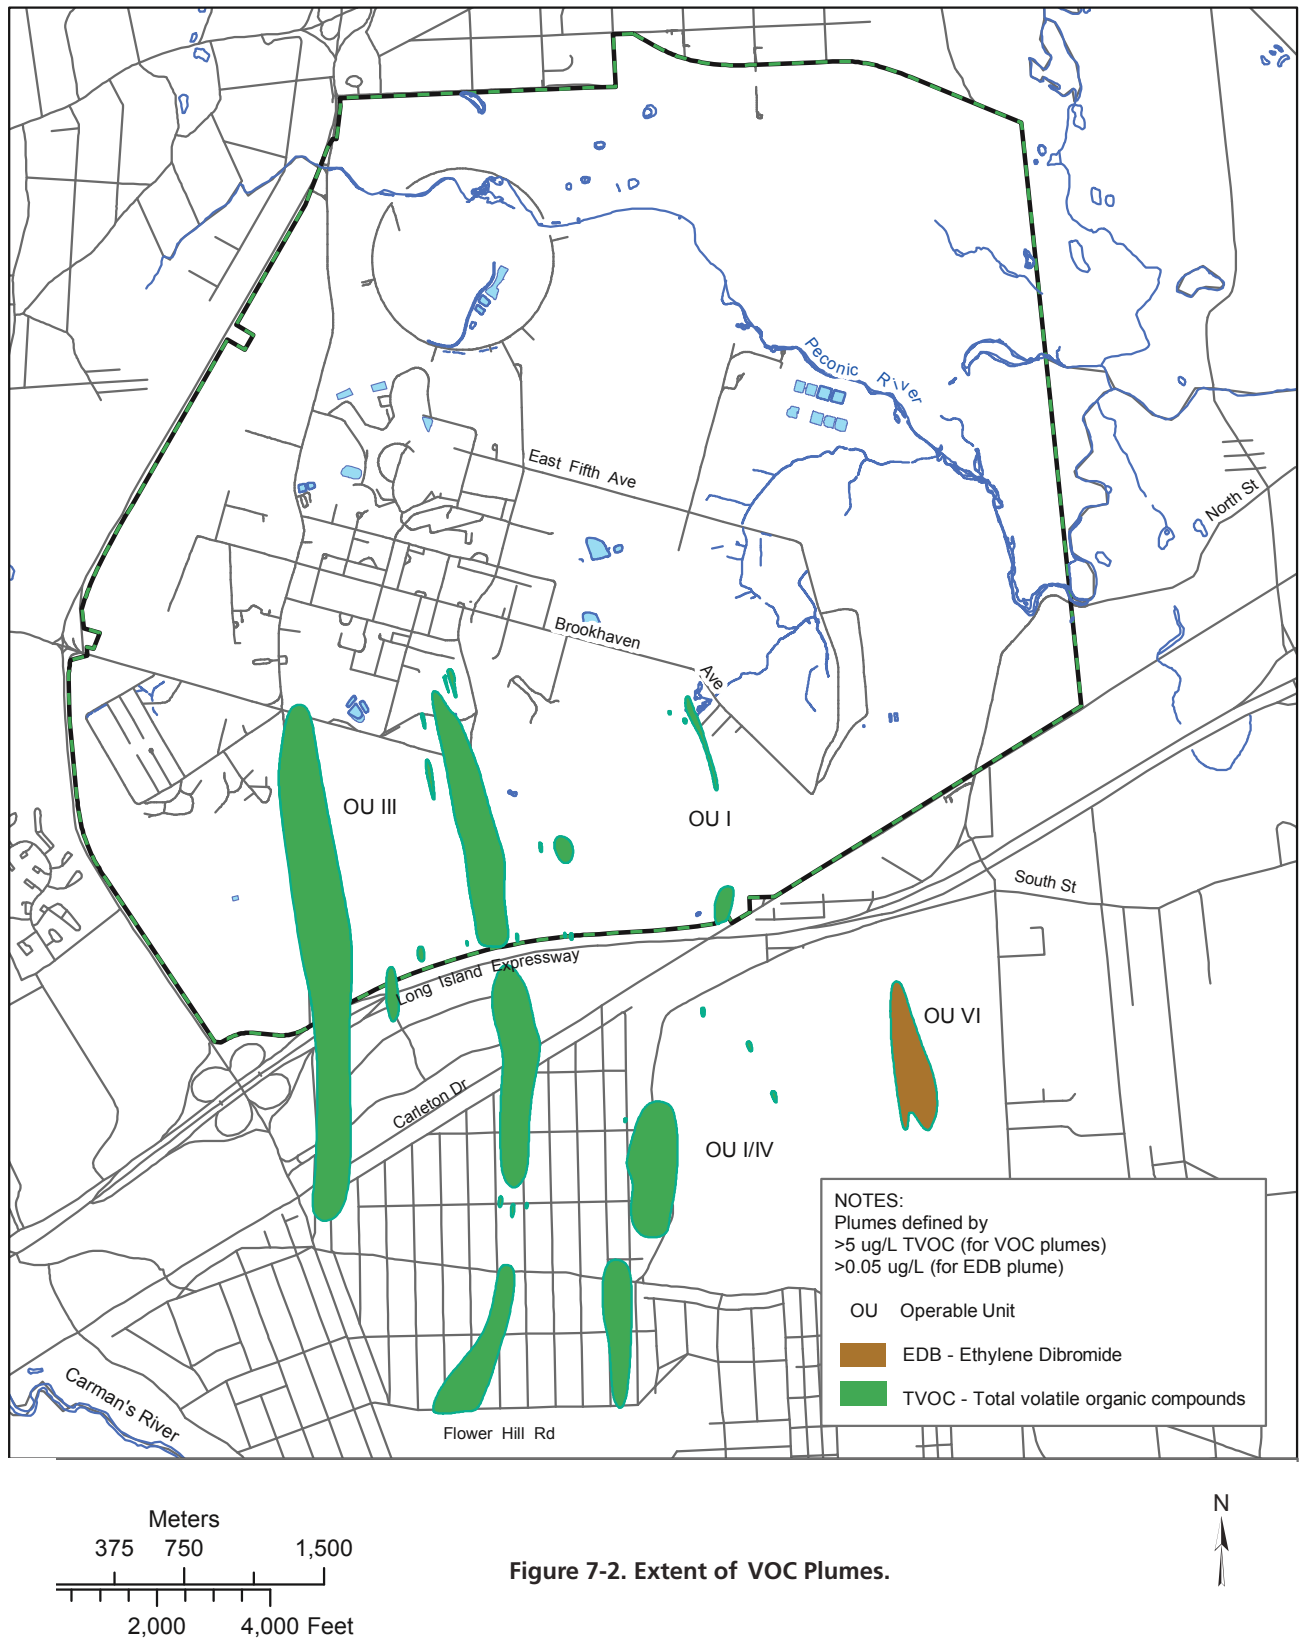 Peconic River
East Fifth Ave
North St
Brookhaven
Ave
OU III
OU I
South St
Long Island Expressway
OU VI
Carleton Dr
OU I/IV
NOTES:
Plumes defined by
>5 ug/L TVOC (for VOC plumes)
>0.05 ug/L (for EDB plume)
OU Operable Unit
EDB - Ethylene Dibromide
TVOC - Total volatile organic compounds
Carman's River
Flower Hill Rd
Meters
375 750 1,500
2,000 4,000 Feet
Figure 7-2. Extent of VOC Plumes.
N